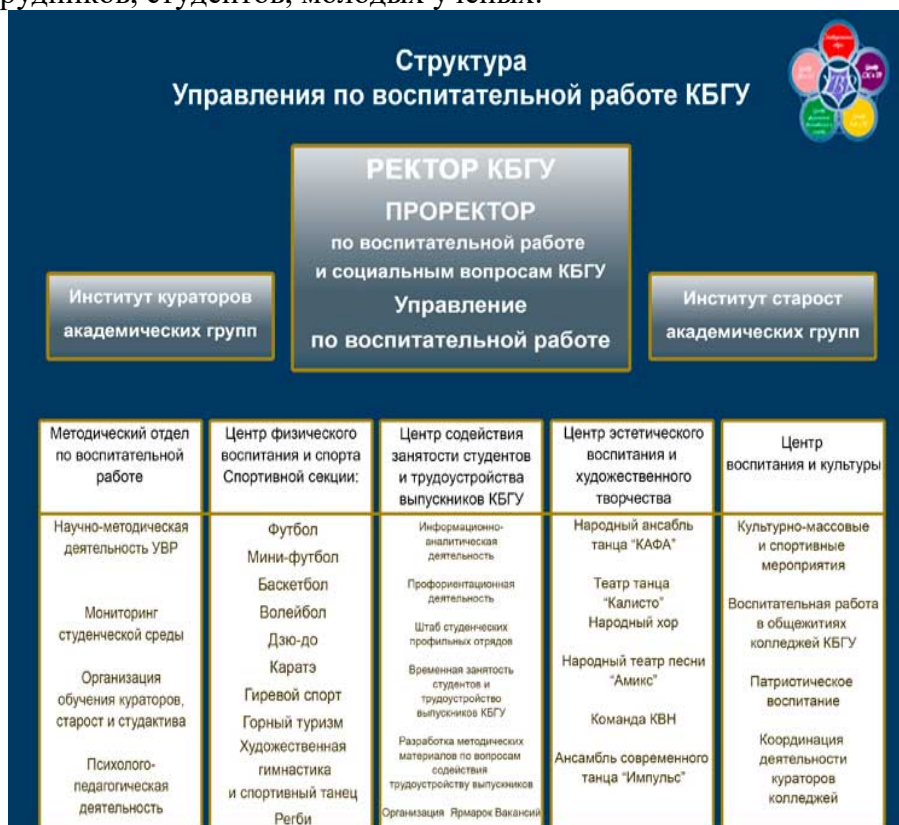 рудников, студентов, молодых ученых.
Структура
Управления по воспитательной работе КБГУ
РЕКТОР КБГУ
ПРОРЕКТОР
по воспитательной работе
и социальным вопросам КБГУ
Управление
по воспитательной работе
Институт кураторов
академических групп
Институт старост
академических групп
Методический отдел
по воспитательной
работе
Научно-методическая
деятельность УВР
Мониторинг
студенческой среды
Организация
обучения кураторов,
старост и студактива
Психолого-
педагогическая
деятельность
Центр физического
воспитания и спорта
Спортивной секции:
Футбол
Мини-футбол
Баскетбол
Волейбол
Дзю-до
Каратэ
Гиревой спорт
Горный туризм
Художественная
гимнастика
и спортивный танец
Регби
Центр содействия
занятости студентов
и трудоустройства
выпускников КБГУ
Информационно-
аналитическая
деятельность
Профориентационная
деятельность
Штаб студенческих
профильных отрядов
Временная занятость
студентов и
трудоустройство
выпускников КБГУ
Разработка методических
материалов по вопросам
содействия
трудоустройству выпускников
Организация Ярмарок Вакансий
Центр эстетического
воспитания и
художественного
творчества
Народный ансабль
танца "КАФА"
Театр танца
"Калисто"
Народный хор
Народный театр песни
"Амикс"
Команда КВН
Ансамбль современного
танца "Импульс"
Центр
воспитания и культуры
Культурно-массовые
и спортивные
мероприятия
Воспитательная работа
в общежитиях
колледжей КБГУ
Патриотическое
воспитание
Координация
деятельности
кураторов
колледжей